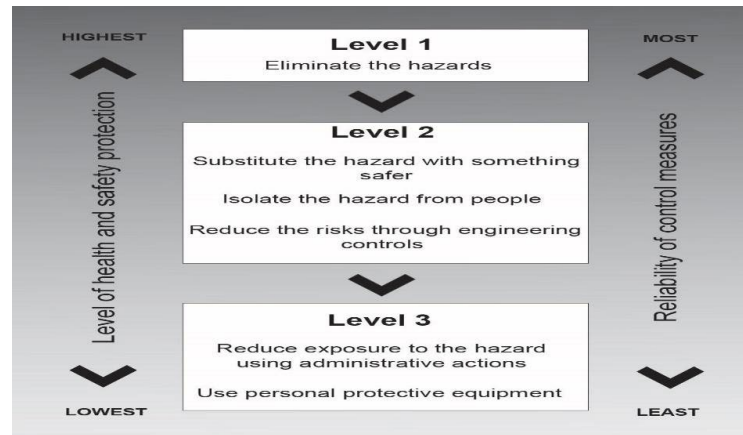 HIGHEST
Level 1
Eliminate the hazards
MOST
Level of health and safety protection
Level 2
Substitute the hazard with something
safer
Isolate the hazard from people
Reduce the risks through engineering
controls
Reliability of control measures
Level 3
Reduce exposure to the hazard
using administrative actions
Use personal protective equipment
LOWEST
LEAST